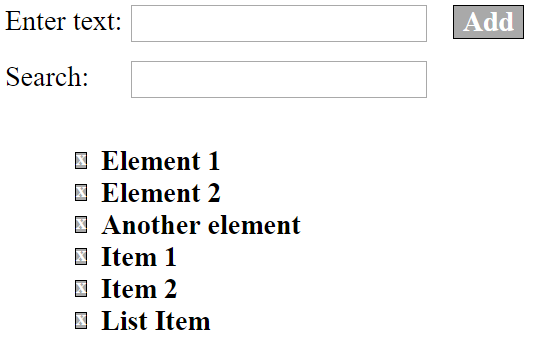 Enter text: Add
Search:
X Element 1
X Element 2
X Another element
X Item 1
X Item 2
X List Item